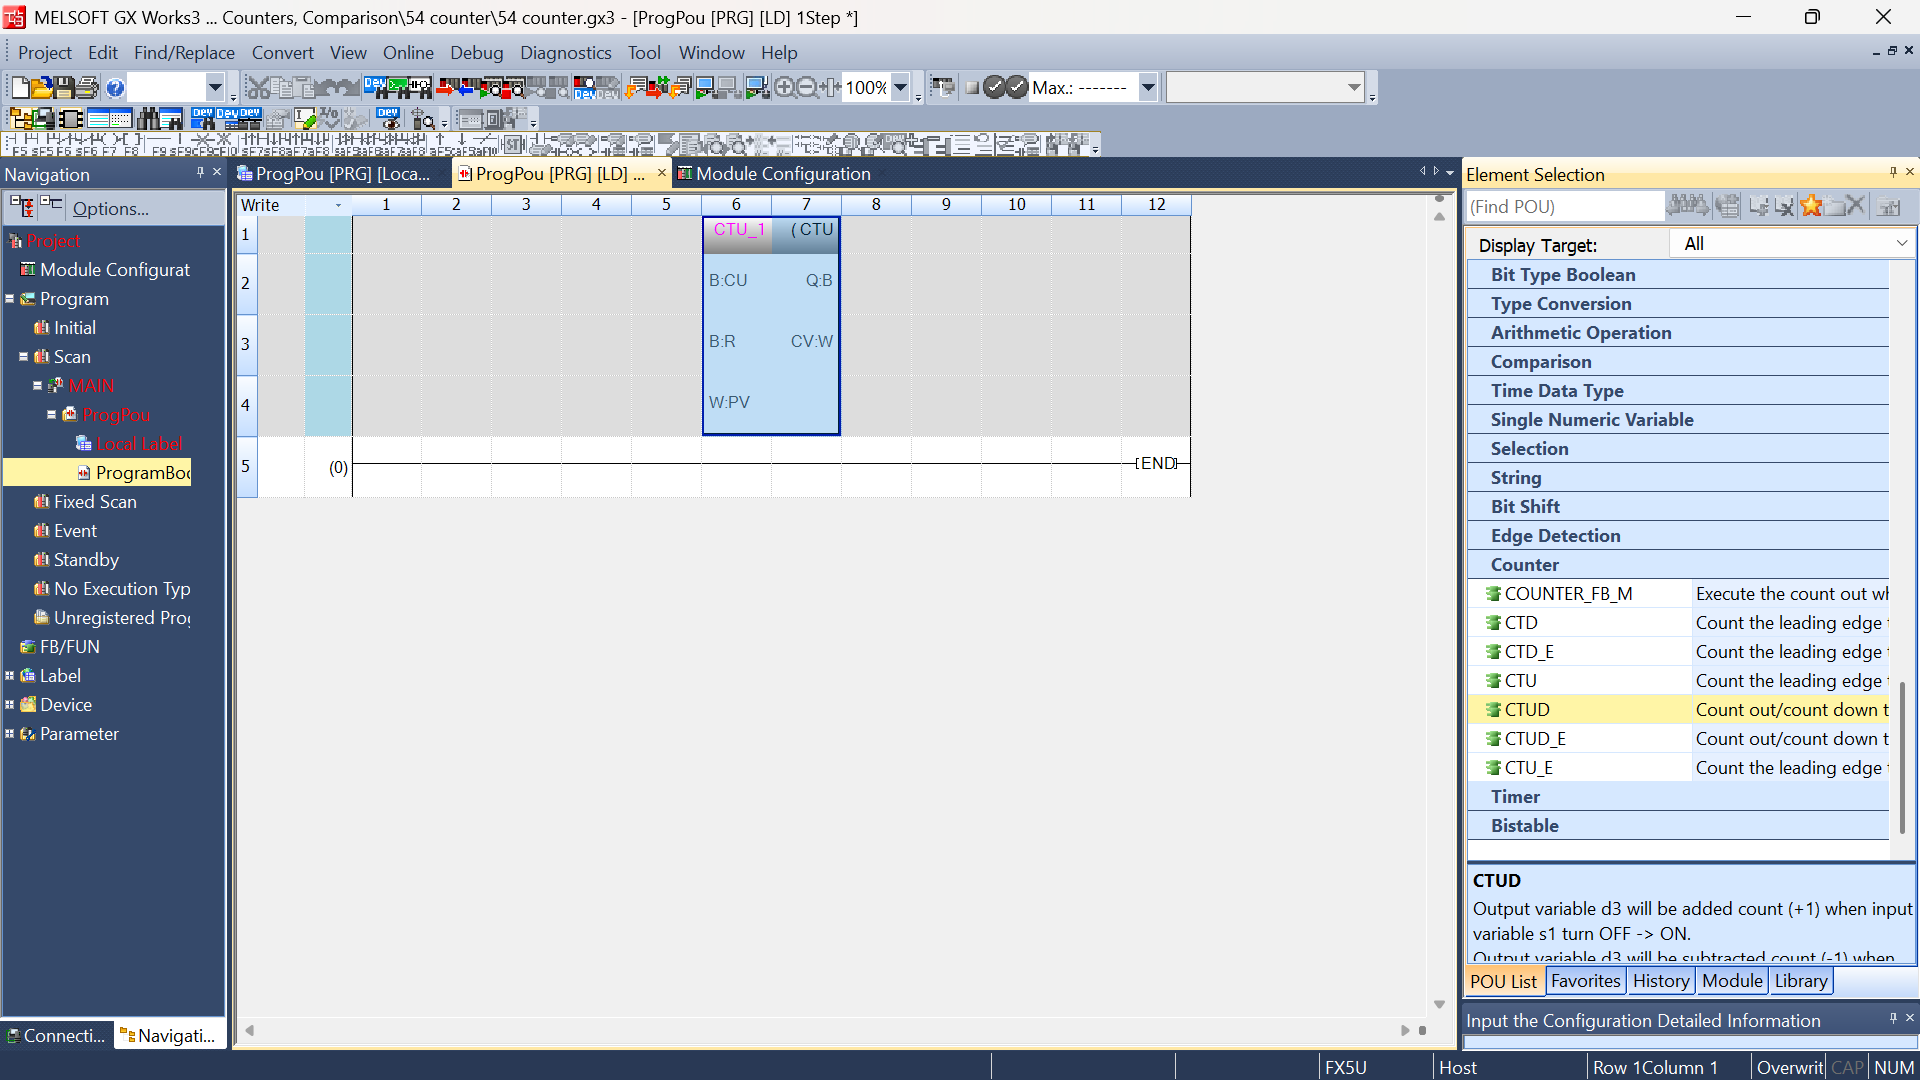 MELSOFT GX Works3 ... Counters, Comparison\54 counter\54 counter.gx3 - [ProgPou [PRG] [LD] 1Step *]
Project Edit Find/Replace Convert View Online Debug Diagnostics Tool Window Help
100% Max.: -------
Navigation
ProgPou [PRG] [Loca...
ProgPou [PRG] [LD] ...
Module Configuration
Element Selection
Options...
(Find POU)
Display Target: All
Project
Module Configurat
Program
Initial
Scan
MAIN
ProgPou
Local Label
ProgramBoo
Fixed Scan
Event
Standby
No Execution Typ
Unregistered Prog
FB/FUN
Label
Device
Parameter
Connecti...
Navigati...
Write 1 2 3 4 5 6 7 8 9 10 11 12
1 CTU_1 (CTU
2 B:CU Q:B
3 B:R CV:W
4 W:PV
5 (0) [END]
Bit Type Boolean
Type Conversion
Arithmetic Operation
Comparison
Time Data Type
Single Numeric Variable
Selection
String
Bit Shift
Edge Detection
Counter
COUNTER_FB_M Execute the count out wh
CTD Count the leading edge
CTD_E Count the leading edge
CTU Count the leading edge
CTUD Count out/count down t
CTUD_E Count out/count down t
CTU_E Count the leading edge
Timer
Bistable
CTUD
Output variable d3 will be added count (+1) when input
variable s1 turn OFF -> ON.
Output variable d3 will be subtracted count (-1) when
POU List Favorites History Module Library
Input the Configuration Detailed Information
FX5U Host Row 1Column 1 Overwrit CAP NUM